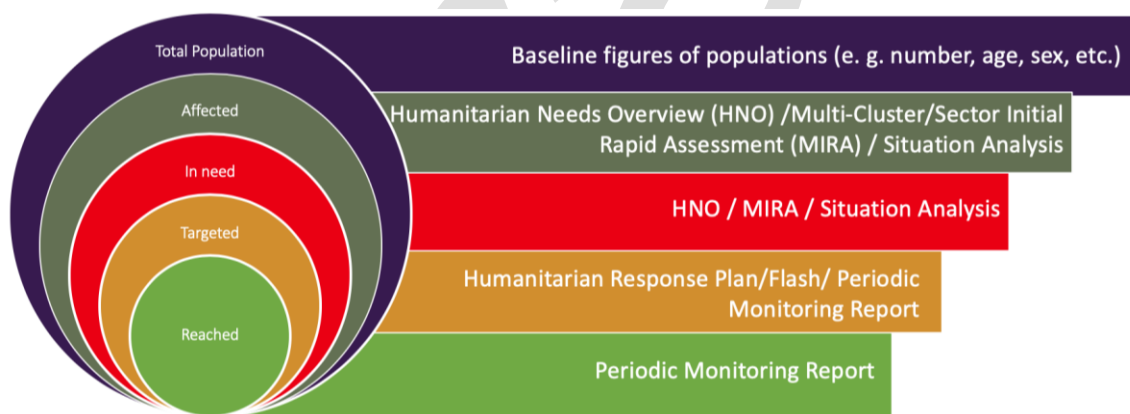 Total Population
Baseline figures of populations (e. g. number, age, sex, etc.)
Affected
Humanitarian Needs Overview (HNO) /Multi-Cluster/Sector Initial
Rapid Assessment (MIRA) / Situation Analysis
In need
HNO / MIRA / Situation Analysis
Targeted
Humanitarian Response Plan/Flash/ Periodic
Monitoring Report
Reached
Periodic Monitoring Report